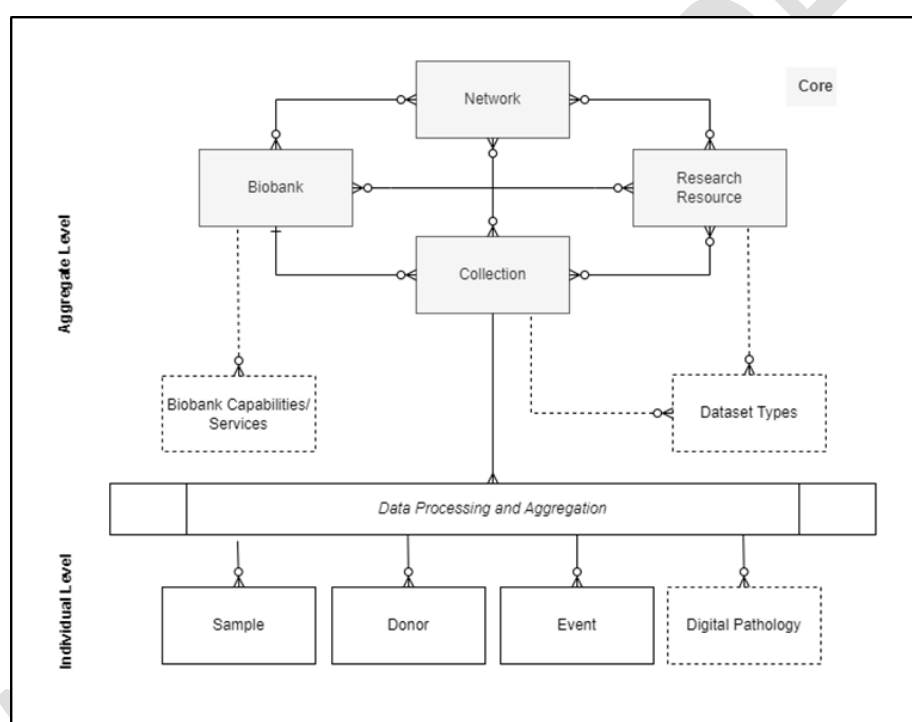 Network
Core
Biobank
Research
Resource
Collection
Aggregate Level
Biobank Capabilities/
Services
Dataset Types
Data Processing and Aggregation
Individual Level
Sample
Donor
Event
Digital Pathology